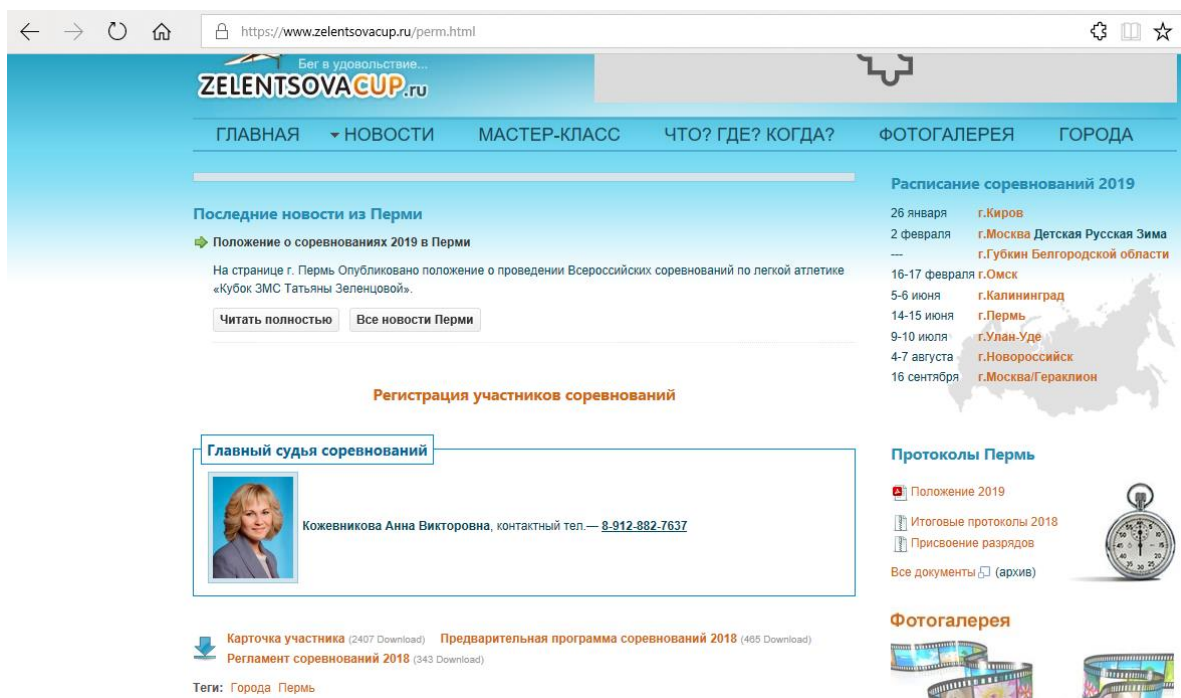 https://www.zelentsovacup.ru/perm.html
Бег в удовольствие...
ZELENTSOVACUP.ru
ГЛАВНАЯ НОВОСТИ МАСТЕР-КЛАСС ЧТО? ГДЕ? КОГДА? ФОТОГАЛЕРЕЯ ГОРОДА
Последние новости из Перми
Положение о соревнованиях 2019 в Перми
На странице г. Пермь Опубликовано положение о проведении Всероссийских соревнований по легкой атлетике
«Кубок ЗМС Татьяны Зеленцовой».
Читать полностью Все новости Перми
Регистрация участников соревнований
Главный судья соревнований
Кожевникова Анна Викторовна, контактный тел.— 8-912-882-7637
Карточка участника (2407 Download) Предварительная программа соревнований 2018 (465 Download)
Регламент соревнований 2018 (343 Download)
Теги: Города Пермь
Расписание соревнований 2019
26 января г.Киров
2 февраля г.Москва Детская Русская Зима
--- г.Губкин Белгородской области
16-17 февраля г.Омск
5-6 июня г.Калининград
14-15 июня г.Пермь
9-10 июля г.Улан-Уде
4-7 августа г.Новороссийск
16 сентября г.Москва/Гераклион
Протоколы Пермь
Положение 2019
Итоговые протоколы 2018
Присвоение разрядов
Все документы (архив)
Фотогалерея